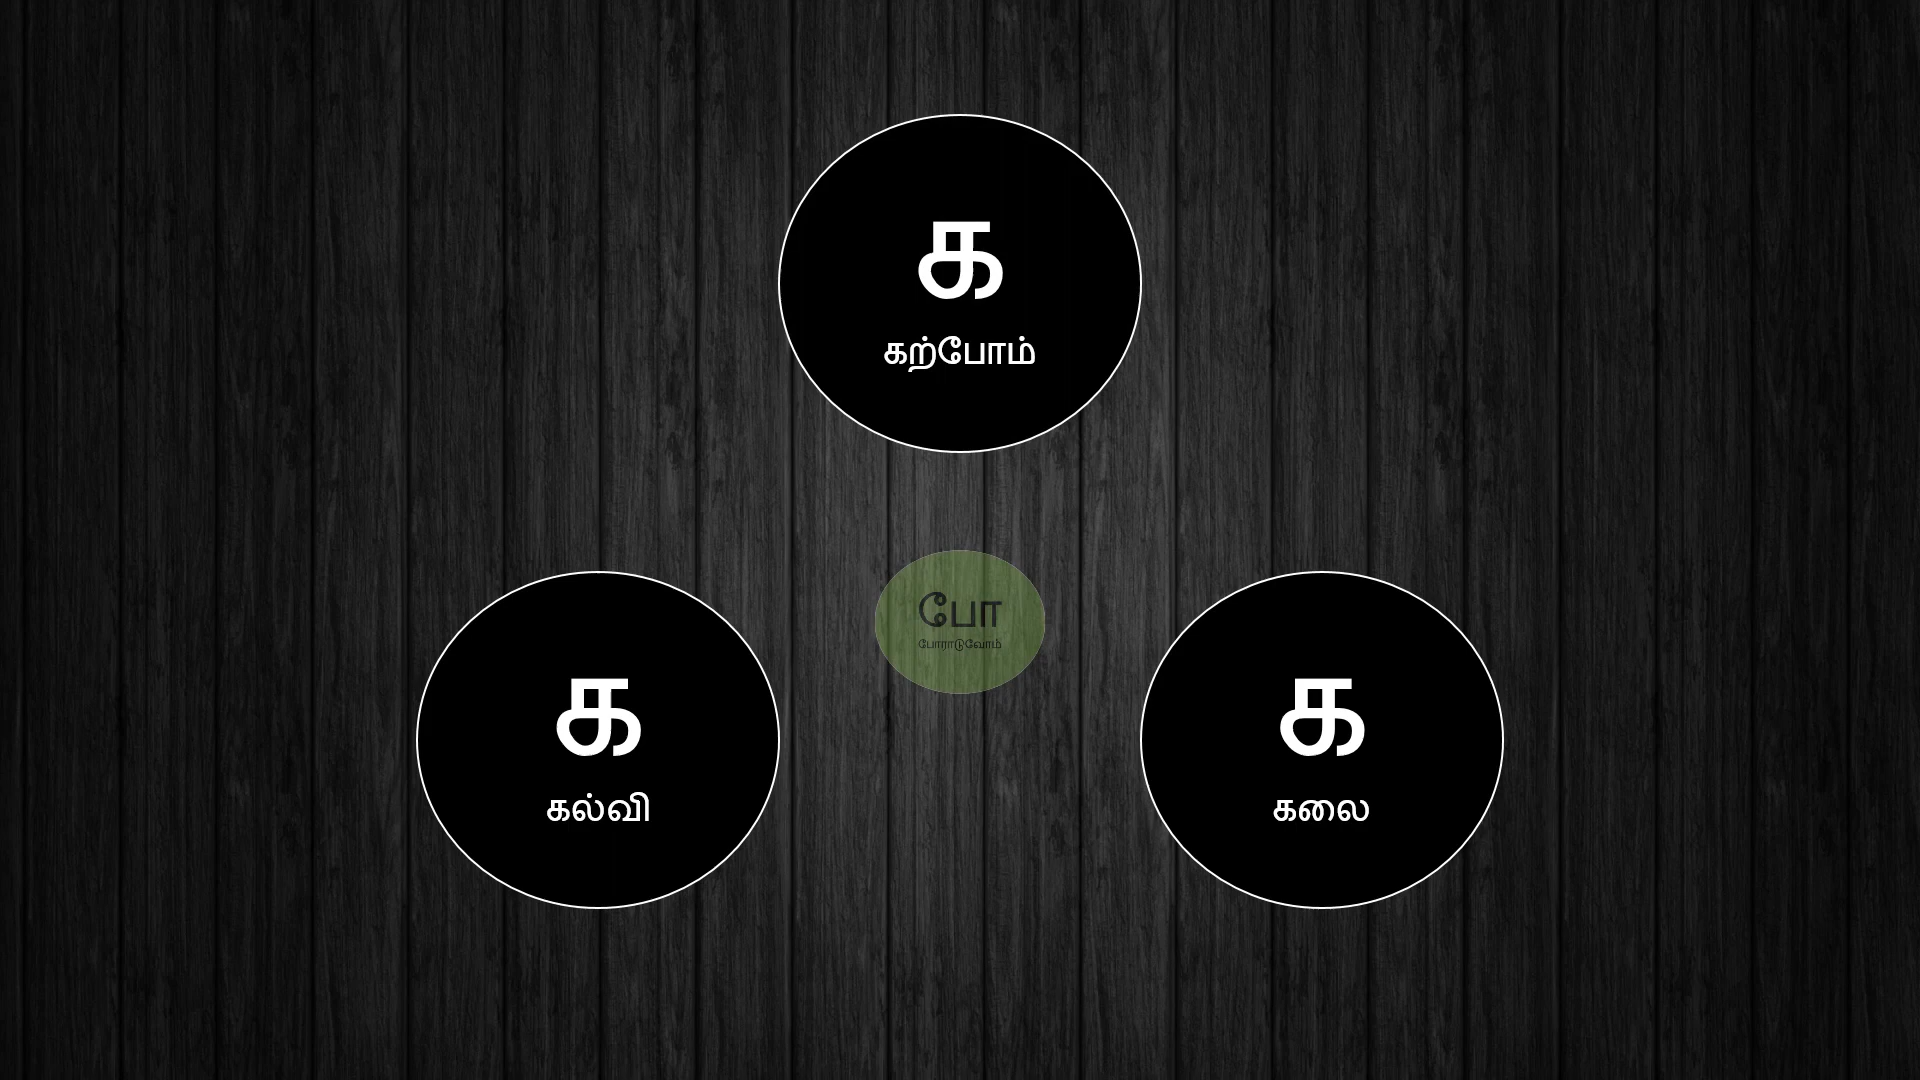 க
கற்போம்
போ
போராடுவோம்
க
கல்வி
க
கலை